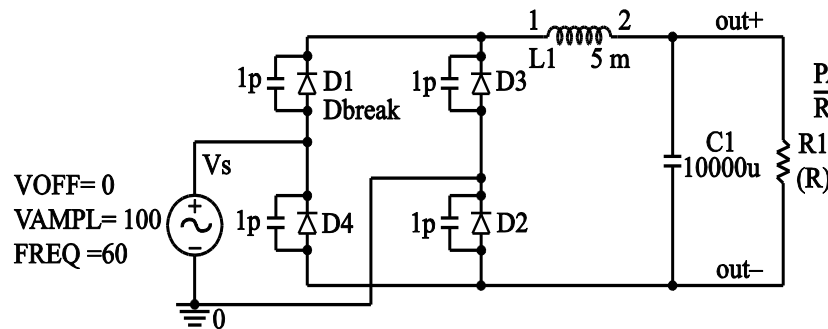 1 2 out+
L1 5 m
1p D1 1p D3
Dbreak
Vs
VOFF= 0
VAMPL= 100
FREQ =60
+
−
1p D4 1p D2
0
C1
10000u
R1
(R)
out−